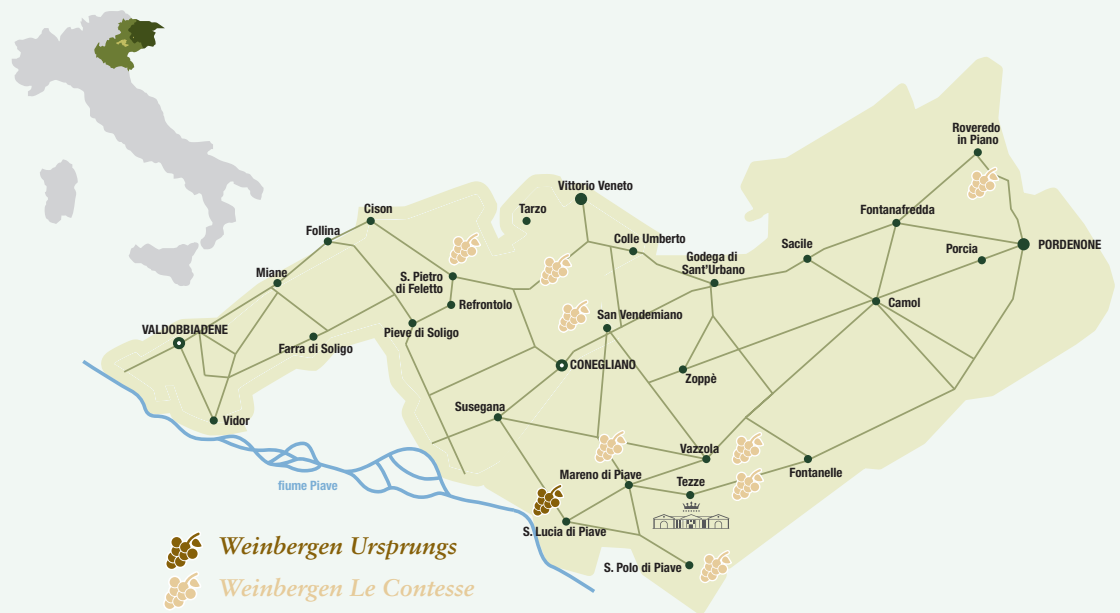 Roveredo
in Piano
Vittorio Veneto
Cison
Tarzo
Fontanafredda
Follina
Colle Umberto
Sacile
Porcia
PORDENONE
Godega di
Sant'Urbano
Miane
S. Pietro
di Feletto
Refrontolo
Camol
San Vendemiano
VALDOBBIADENE
Pieve di Soligo
Farra di Soligo
CONEGLIANO
Zoppè
Susegana
Vidor
Vazzola
Mareno di Piave
Tezze
Fontanelle
fiume Piave
S. Lucia di Piave
S. Polo di Piave
Weinbergen Ursprungs
Weinbergen Le Contesse